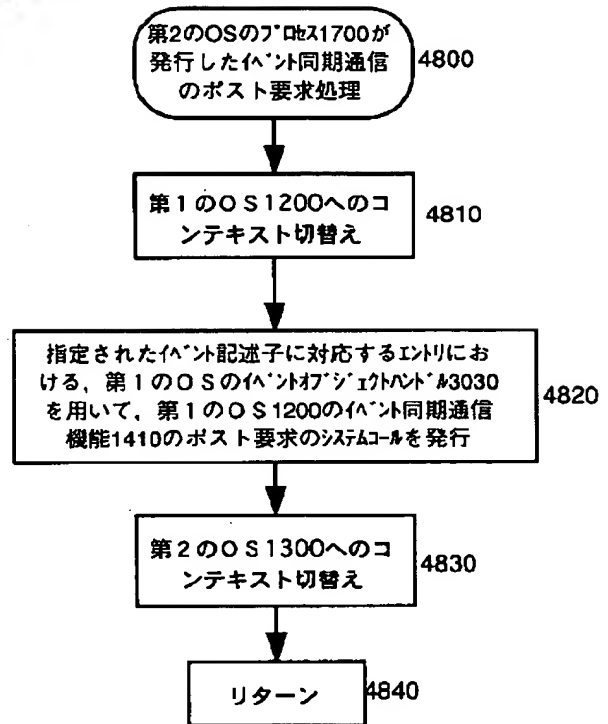 第2のOSのﾌﾟﾛｾｽ1700が
発行したｲﾍﾞﾝﾄ同期通信
のポスト要求処理
4800
第1のＯＳ1200へのコ
ンテキスト切替え
4810
指定されたｲﾍﾞﾝﾄ記述子に対応するｴﾝﾄﾘにお
ける，第1のＯＳのｲﾍﾞﾝﾄｵﾌﾞｼﾞｪｸﾄﾊﾝﾄﾞﾙ3030
を用いて，第1のＯＳ1200のｲﾍﾞﾝﾄ同期通信
機能1410のポスト要求のｼｽﾃﾑｺｰﾙを発行
4820
第2のＯＳ1300へのコ
ンテキスト切替え
4830
リターン
4840